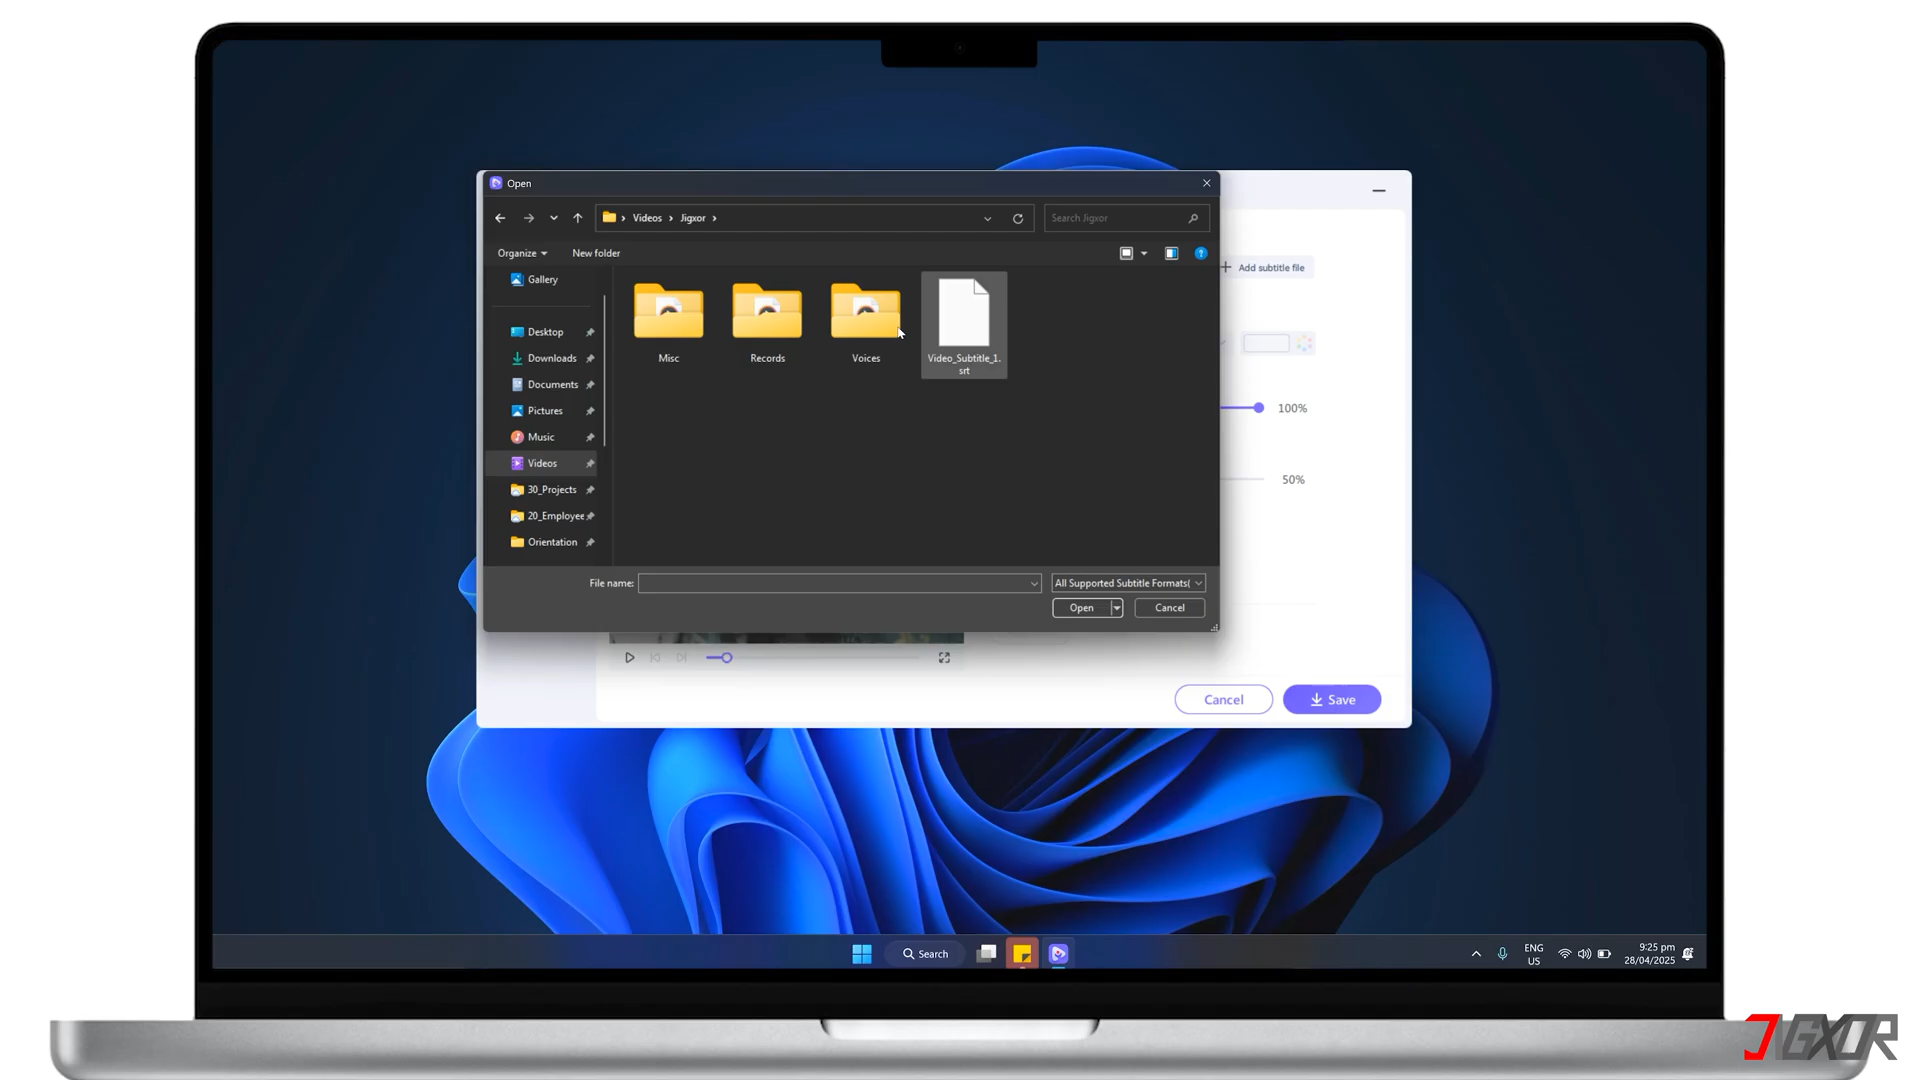 Open
Videos
Jigxor
Search Jigxor
Organize
New folder
Gallery
Desktop
Downloads
Documents
Pictures
Music
Videos
30_Projects
20_Employee
Orientation
Misc
Records
Voices
Video_Subtitle_1.
srt
Add subtitle file
100%
50%
File name:
All Supported Subtitle Formats(
Open
Cancel
Cancel
Save
Search
ENG
US
9:25 pm
28/04/2025
JIGXOR